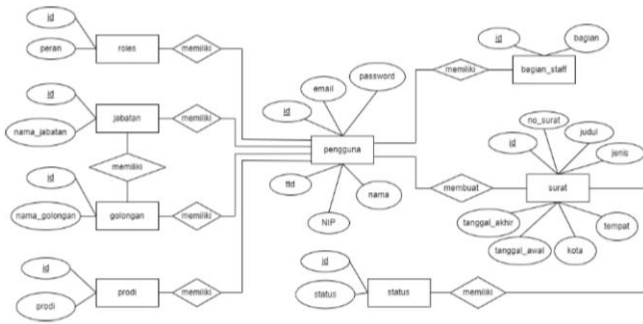 id
peran
roles
memiliki
id
nama_jabatan
jabatan
memiliki
memiliki
id
nama_golongan
golongan
memiliki
id
prodi
prodi
memiliki
id
email
password
pengguna
ttd
NIP
nama
memiliki
id
bagian
bagian_staff
membuat
id
no_surat
judul
jenis
surat
tanggal_akhir
tanggal_awal
kota
tempat
id
status
status
memiliki